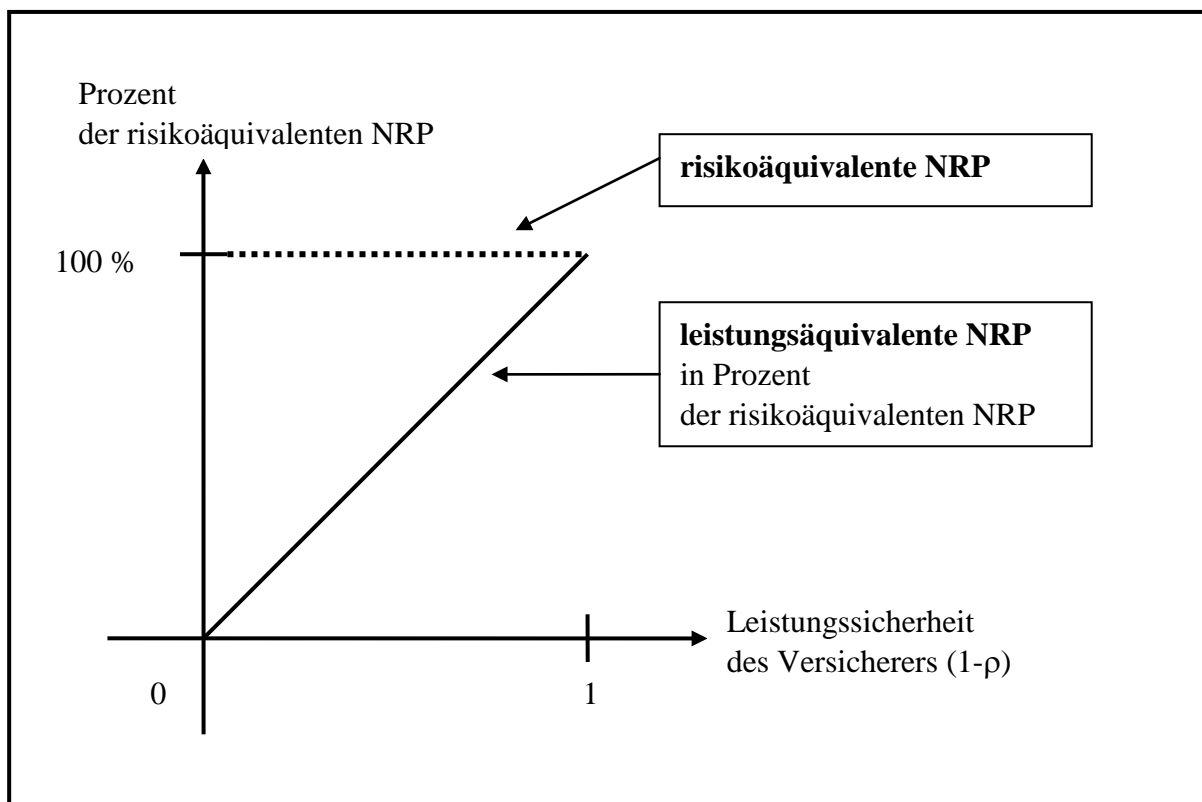 Prozent
der risikoäquivalenten NRP
risikoäquivalente NRP
100 %
leistungsäquivalente NRP
in Prozent
der risikoäquivalenten NRP
Leistungssicherheit
des Versicherers (1-ρ)
0
1